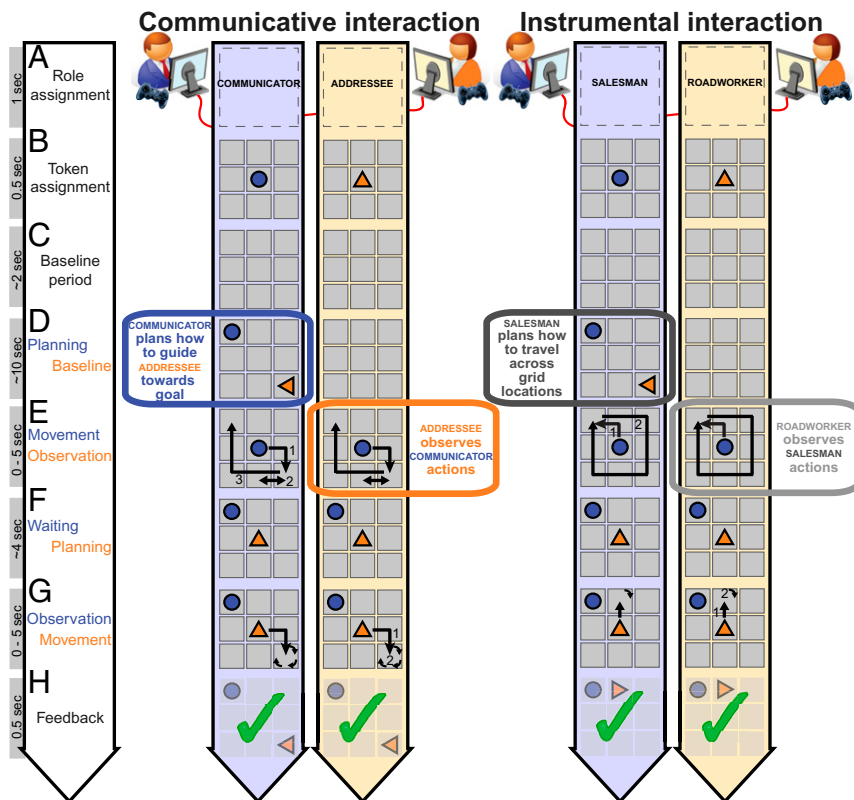 Communicative interaction
Instrumental interaction
A
Role
assignment
1 sec
COMMUNICATOR
ADDRESSEE
SALESMAN
ROADWORKER
B
Token
assignment
0.5 sec
C
Baseline
period
~2 sec
D
Planning
Baseline
~10 sec
COMMUNICATOR
plans how
to guide
ADDRESSEE
towards
goal
SALESMAN
plans how
to travel
across
grid
locations
E
Movement
Observation
0 - 5 sec
1
2
3
ADDRESSEE
observes
COMMUNICATOR
actions
1
2
ROADWORKER
observes
SALESMAN
actions
F
Waiting
Planning
~4 sec
G
Observation
Movement
0 - 5 sec
1
2
2
1
H
Feedback
0.5 sec